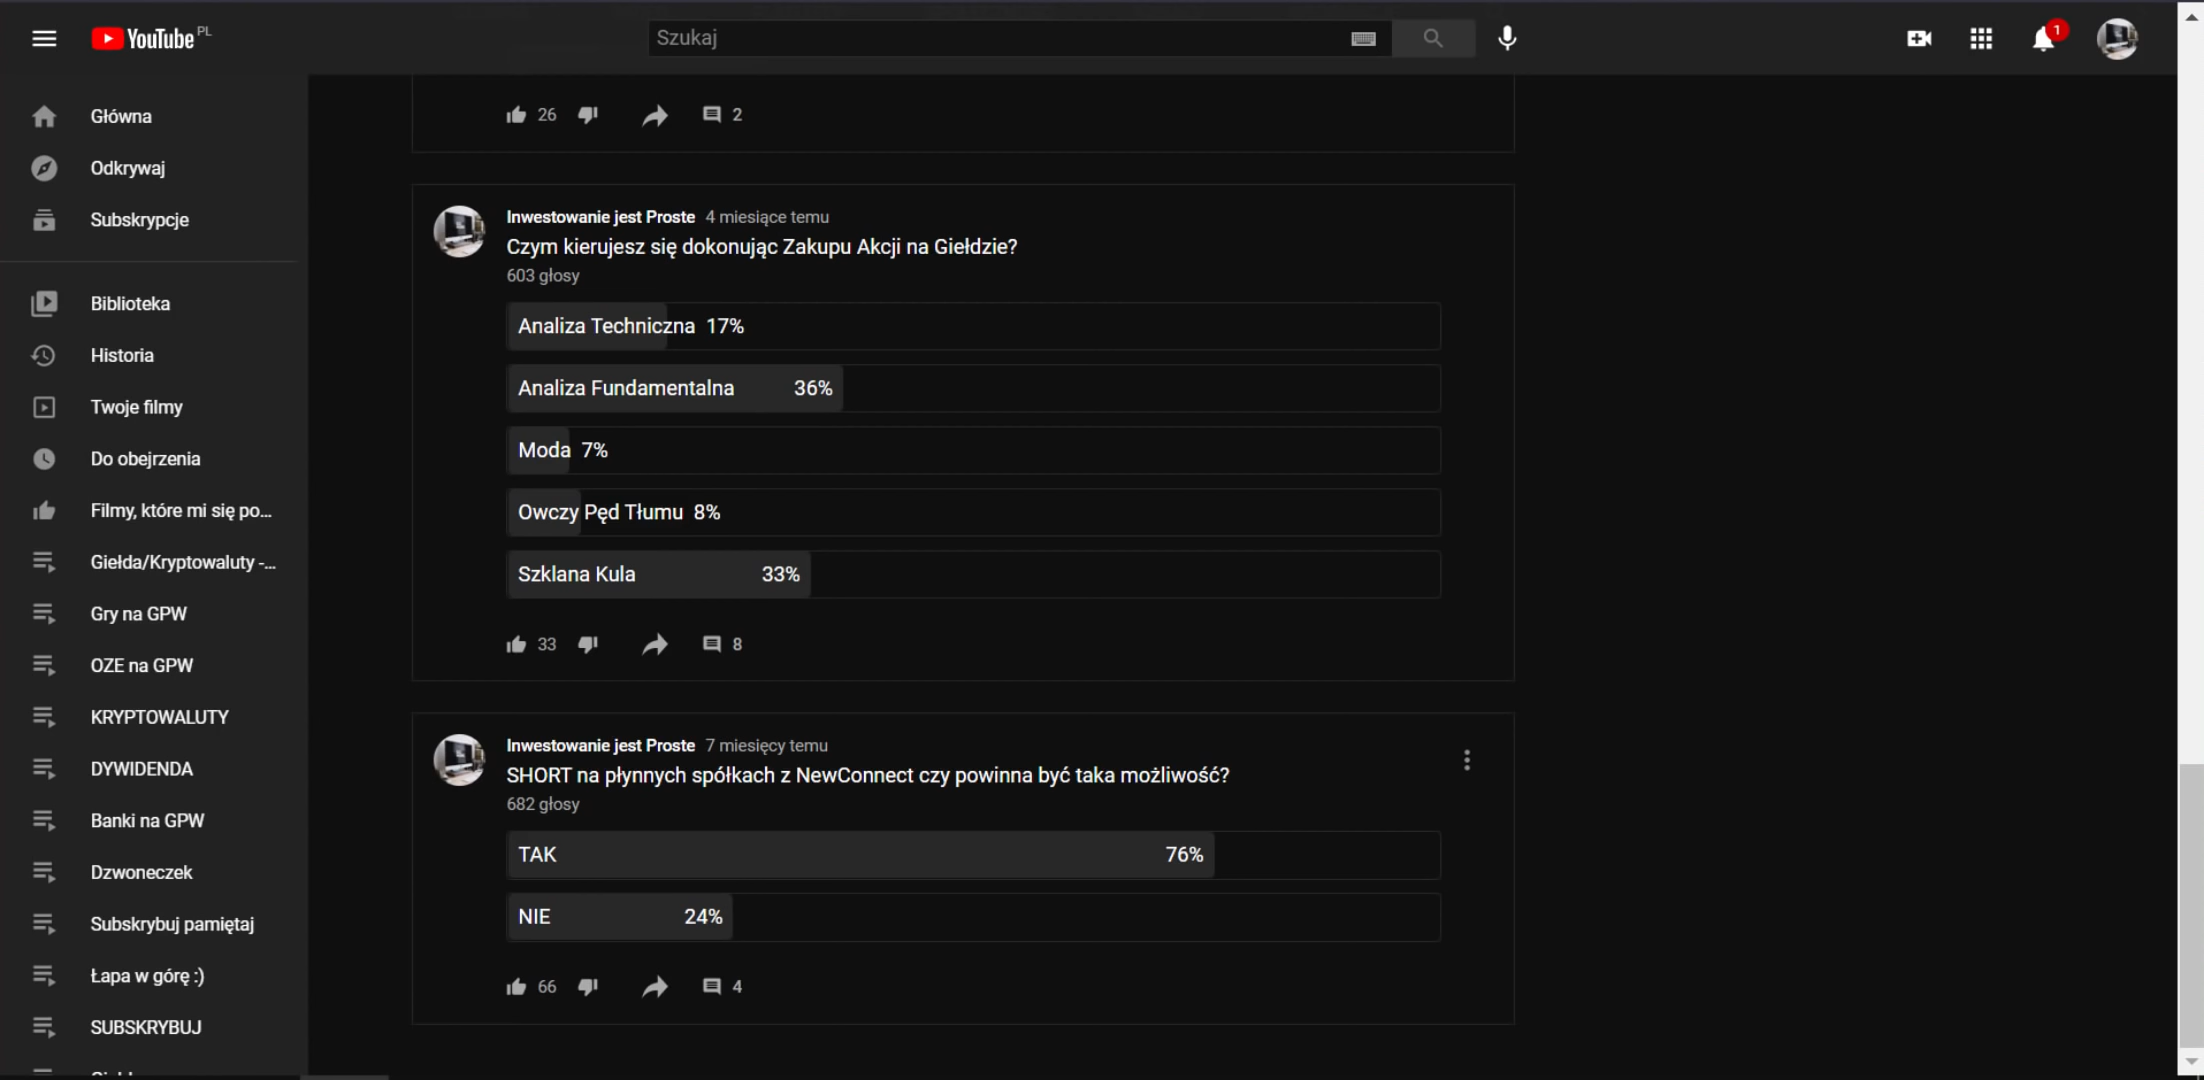 YouTube PL
Szukaj
1
Główna
Odkrywaj
Subskrypcje
Biblioteka
Historia
Twoje filmy
Do obejrzenia
Filmy, które mi się po...
Giełda/Kryptowaluty -...
Gry na GPW
OZE na GPW
KRYPTOWALUTY
DYWIDENDA
Banki na GPW
Dzwoneczek
Subskrybuj pamiętaj
Łapa w górę :)
SUBSKRYBUJ
26 2
Inwestowanie jest Proste 4 miesiące temu
Czym kierujesz się dokonując Zakupu Akcji na Giełdzie?
603 głosy
Analiza Techniczna 17%
Analiza Fundamentalna 36%
Moda 7%
Owczy Pęd Tłumu 8%
Szklana Kula 33%
33 8
Inwestowanie jest Proste 7 miesięcy temu
SHORT na płynnych spółkach z NewConnect czy powinna być taka możliwość?
682 głosy
TAK 76%
NIE 24%
66 4